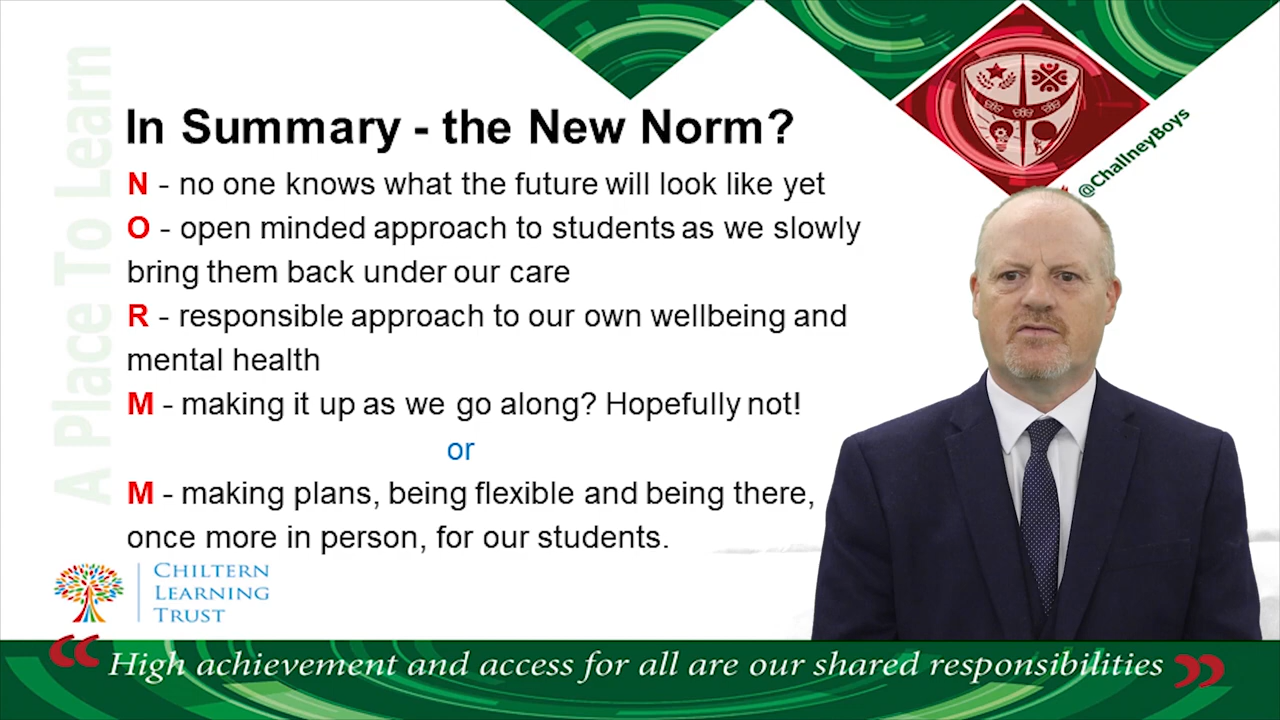 A Place To Learn
@ChallneyBoys
In Summary - the New Norm?
N - no one knows what the future will look like yet
O - open minded approach to students as we slowly
bring them back under our care
R - responsible approach to our own wellbeing and
mental health
M - making it up as we go along? Hopefully not!
or
M - making plans, being flexible and being there,
once more in person, for our students.
CHILTERN
LEARNING
TRUST
“ High achievement and access for all are our shared responsibilities ”